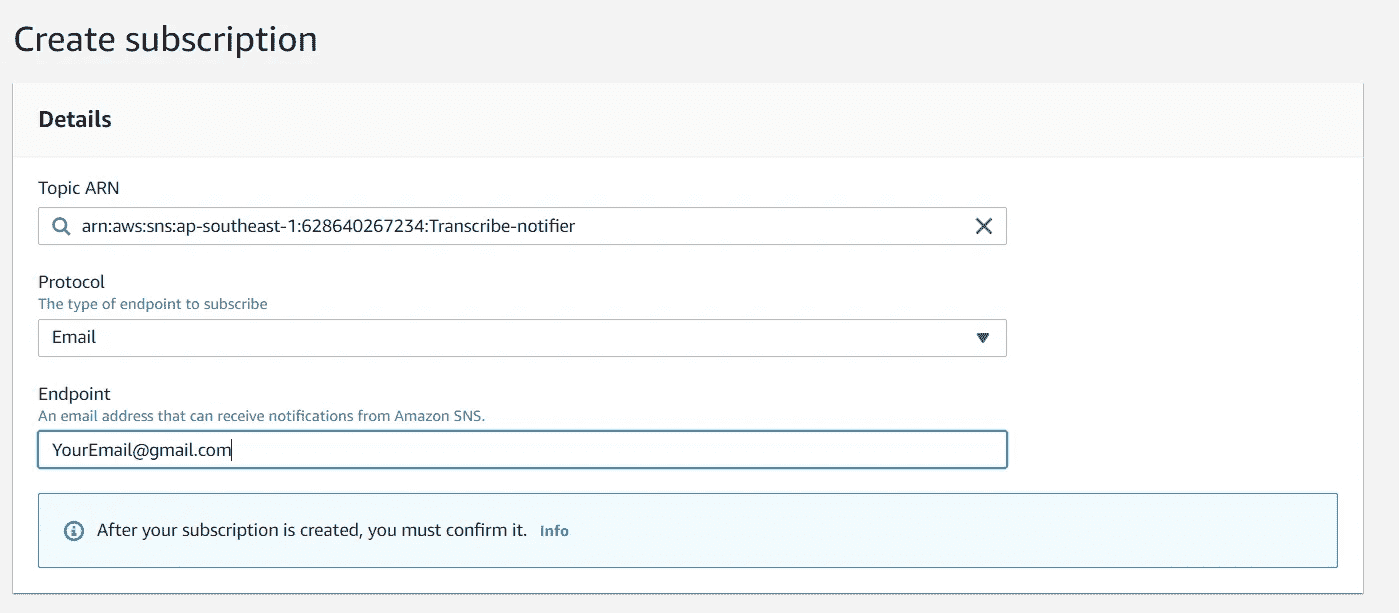 Create subscription
Details
Topic ARN
arn:aws:sns:ap-southeast-1:628640267234:Transcribe-notifier
Protocol
The type of endpoint to subscribe
Email
Endpoint
An email address that can receive notifications from Amazon SNS.
YourEmail@gmail.com
After your subscription is created, you must confirm it. Info